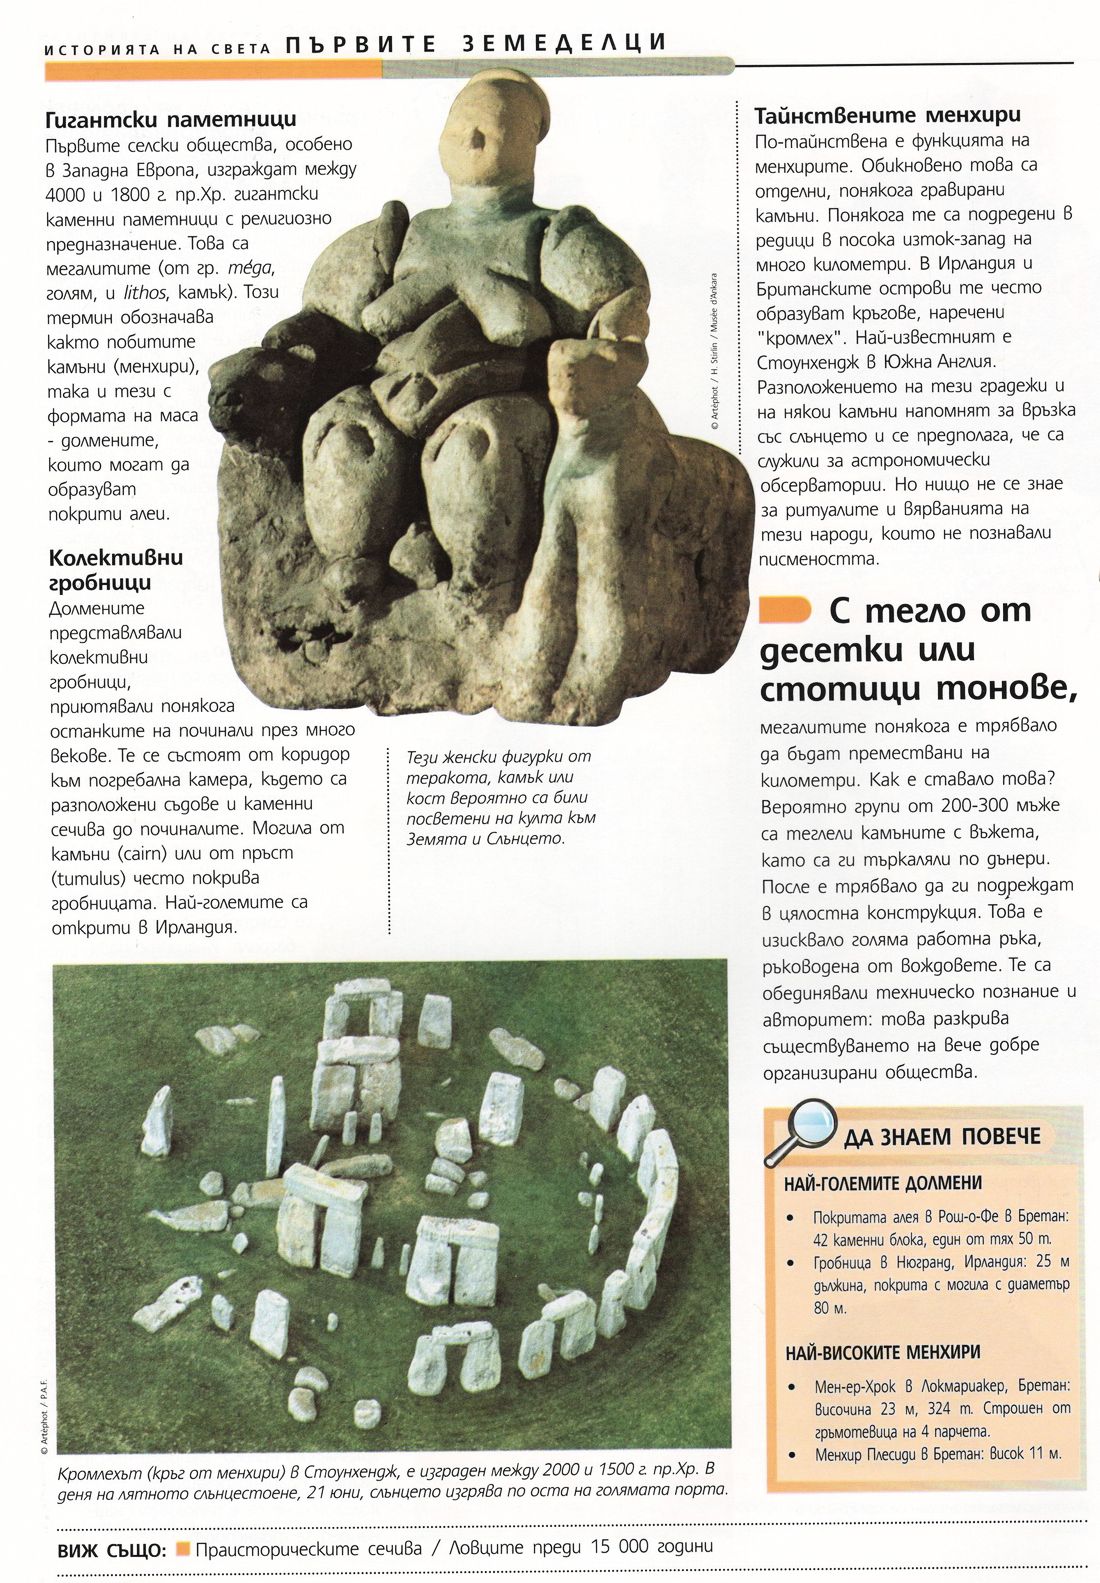 ИСТОРИЯТА НА СВЕТА ПЪРВИТЕ ЗЕМЕДЕЛЦИ
Гигантски паметници
Първите селски общества, особено
в Западна Европа, изграждат между
4000 и 1800 г. пр.Хр. гигантски
каменни паметници с религиозно
предназначение. Това са
мегалитите (от гр. méga,
голям, и lithos, камък). Този
термин обозначава
както побитите
камъни (менхири),
така и тези с
формата на маса
- долмените,
които могат да
образуват
покрити алеи.
Колективни
гробници
Долмените
представлявали
колективни
гробници,
приютявали понякога
останките на починали през много
векове. Те се състоят от коридор
към погребална камера, където са
разположени съдове и каменни
сечива до починалите. Могила от
камъни (cairn) или от пръст
(tumulus) често покрива
гробницата. Най-големите са
открити в Ирландия.
© Artéphot / H. Stirlin / Musée d'Ankara
Тези женски фигурки от
теракота, камък или
кост вероятно са били
посветени на култа към
Земята и Слънцето.
Тайнствените менхири
По-тайнствена е функцията на
менхирите. Обикновено това са
отделни, понякога гравирани
камъни. Понякога те са подредени в
редици в посока изток-запад на
много километри. В Ирландия и
Британските острови те често
образуват кръгове, наречени
"кромлех". Най-известният е
Стоунхендж в Южна Англия.
Разположението на тези градежи и
на някои камъни напомнят за връзка
със слънцето и се предполага, че са
служили за астрономически
обсерватории. Но нищо не се знае
за ритуалите и вярванията на
тези народи, които не познавали
писмеността.
С тегло от
десетки или
стотици тонове,
мегалитите понякога е трябвало
да бъдат премествани на
километри. Как е ставало това?
Вероятно групи от 200-300 мъже
са теглели камъните с въжета,
като са ги търкаляли по дънери.
После е трябвало да ги подреждат
в цялостна конструкция. Това е
изисквало голяма работна ръка,
ръководена от вождовете. Те са
обединявали техническо познание и
авторитет: това разкрива
съществуването на вече добре
организирани общества.
ДА ЗНАЕМ ПОВЕЧЕ
НАЙ-ГОЛЕМИТЕ ДОЛМЕНИ
• Покритата алея в Рош-о-Фе в Бретан:
42 каменни блока, един от тях 50 т.
• Гробница в Нюгранд, Ирландия: 25 м
дължина, покрита с могила с диаметър
80 м.
НАЙ-ВИСОКИТЕ МЕНХИРИ
• Мен-ер-Хрок в Локмариакер, Бретан:
височина 23 м, 324 т. Строшен от
гръмотевица на 4 парчета.
• Менхир Плесиди в Бретан: висок 11 м.
© Artéphot / P.A.F.
Кромлехът (кръг от менхири) в Стоунхендж, е изграден между 2000 и 1500 г. пр.Хр. В
деня на лятното слънцестоене, 21 юни, слънцето изгрява по оста на голямата порта.
ВИЖ СЪЩО: Праисторическите сечива / Ловците преди 15 000 години